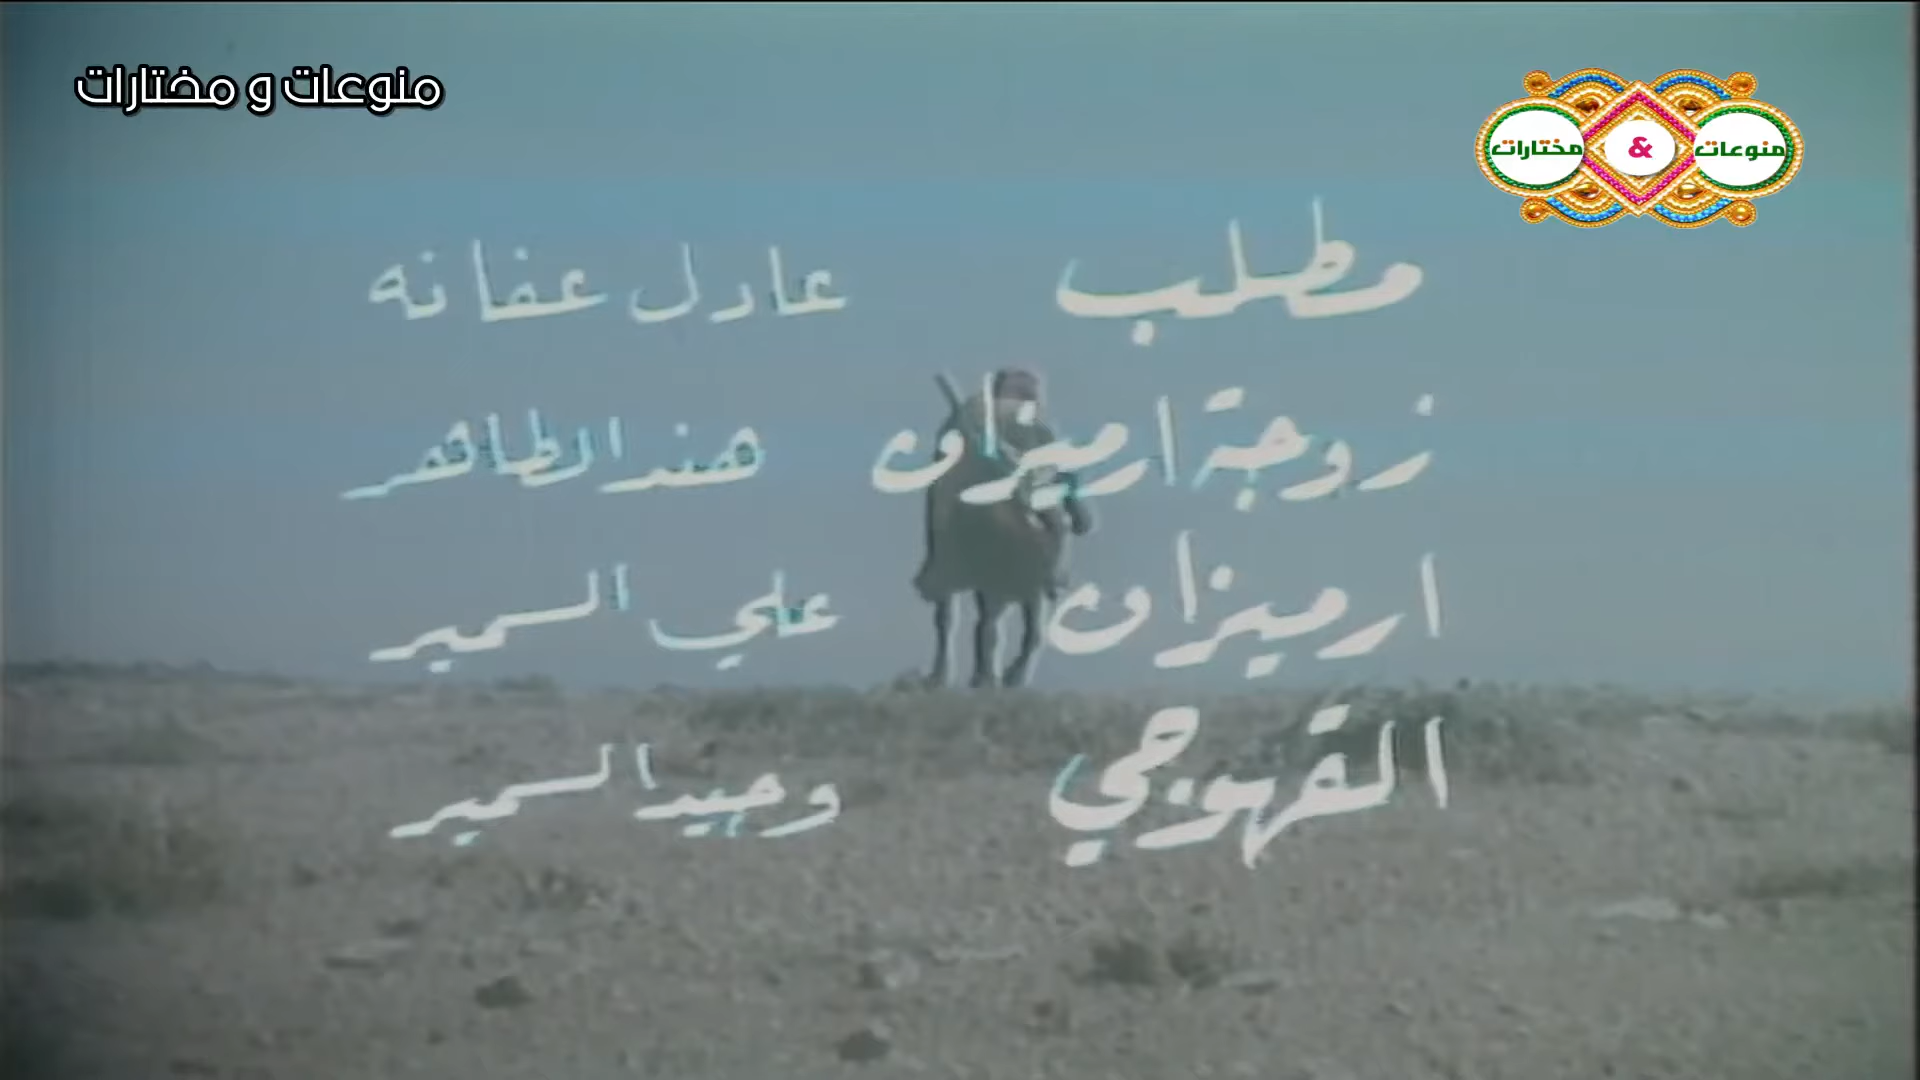 منوعات و مختارات
منوعات & مختارات
مطلب عادل عفانه
زوجة ارميزان هند الطاهر
ارميزان علي السمير
القهوجي وحيد السمير